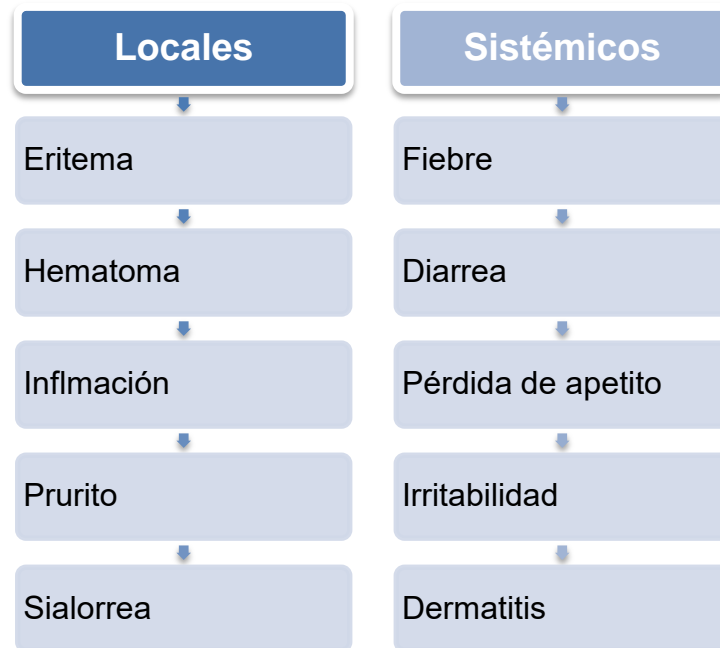 Locales
Eritema
Hematoma
Inflmación
Prurito
Sialorrea
Sistémicos
Fiebre
Diarrea
Pérdida de apetito
Irritabilidad
Dermatitis